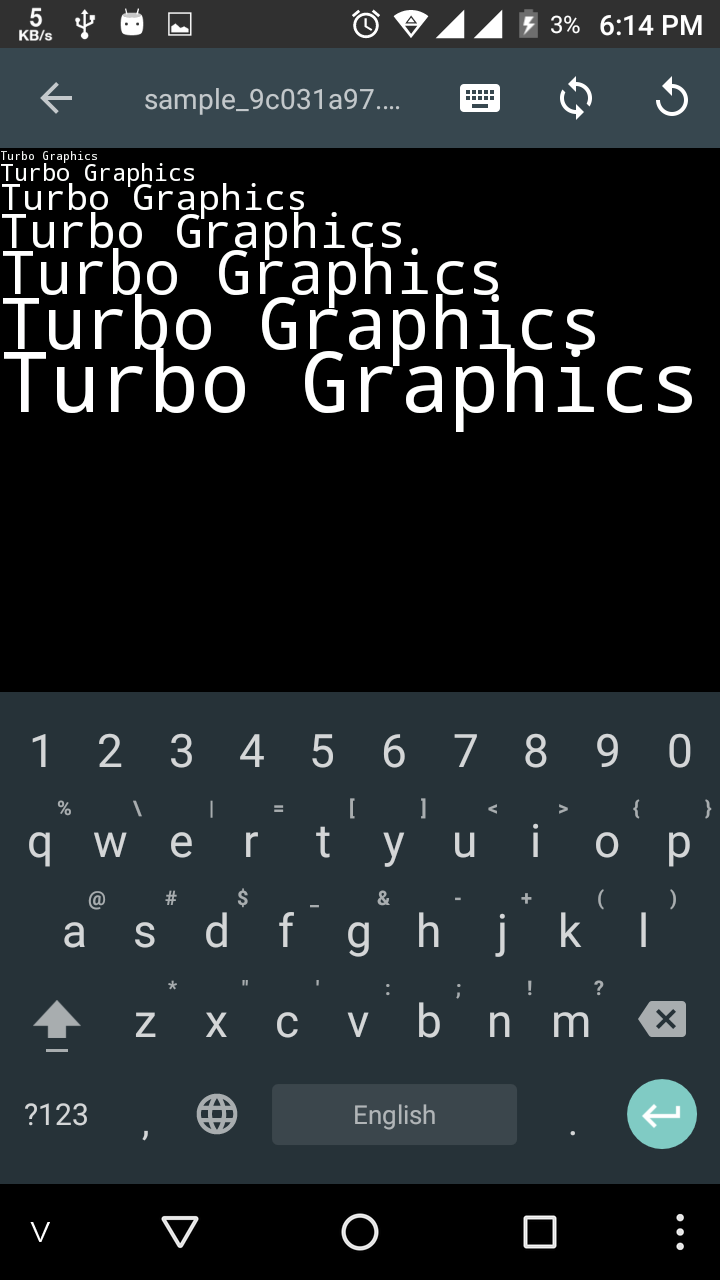 5 KB/s 3% 6:14 PM
sample_9c031a97....
Turbo Graphics
Turbo Graphics
Turbo Graphics
Turbo Graphics
Turbo Graphics
Turbo Graphics
Turbo Graphics
1 2 3 4 5 6 7 8 9 0
% \ | = [ ] < > { }
q w e r t y u i o p
@ # $ _ & - + ( )
a s d f g h j k l
* " ' : ; ! ?
z x c v b n m
?123 , English .